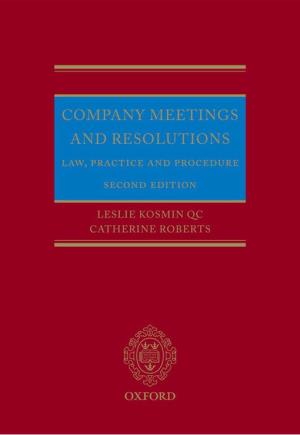 COMPANY MEETINGS
AND RESOLUTIONS
LAW, PRACTICE AND PROCEDURE
SECOND EDITION
LESLIE KOSMIN QC
CATHERINE ROBERTS
OXFORD